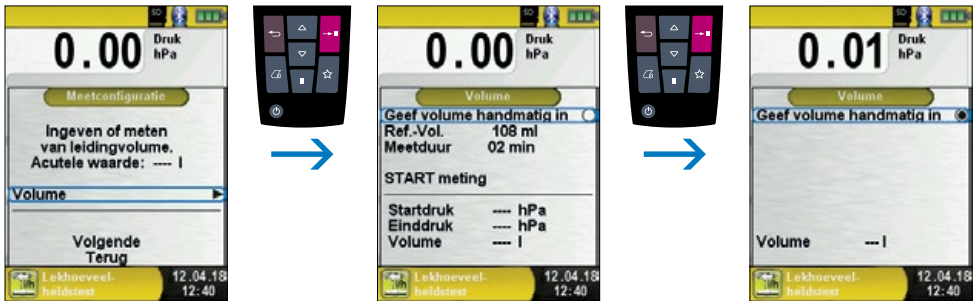 SD
0.00 Druk hPa
Meetconfiguratie
Ingeven of meten
van leidingvolume.
Acutele waarde: ---- l
Volume
Volgende
Terug
l/h
Lekhoeveel-
heidstest
12.04.18
12:40
SD
0.00 Druk hPa
Volume
Geef volume handmatig in
Ref.-Vol. 108 ml
Meetduur 02 min
START meting
Startdruk ---- hPa
Einddruk ---- hPa
Volume ---- l
l/h
Lekhoeveel-
heidstest
12.04.18
12:40
SD
0.01 Druk hPa
Volume
Geef volume handmatig in
Volume --- l
l/h
Lekhoeveel-
heidstest
12.04.18
12:40